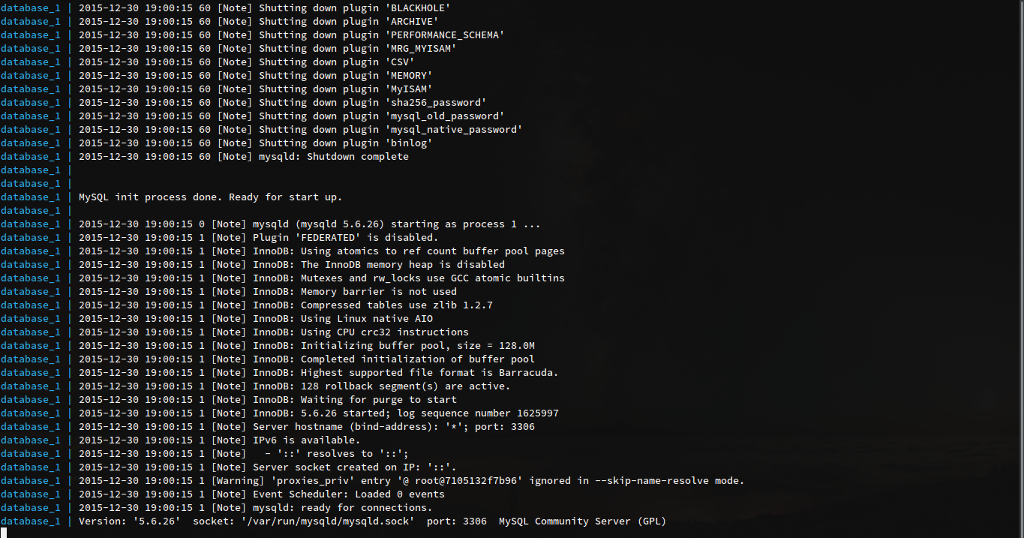 database_1 | 2015-12-30 19:00:15 60 [Note] Shutting down plugin 'BLACKHOLE'
database_1 | 2015-12-30 19:00:15 60 [Note] Shutting down plugin 'ARCHIVE'
database_1 | 2015-12-30 19:00:15 60 [Note] Shutting down plugin 'PERFORMANCE_SCHEMA'
database_1 | 2015-12-30 19:00:15 60 [Note] Shutting down plugin 'MRG_MYISAM'
database_1 | 2015-12-30 19:00:15 60 [Note] Shutting down plugin 'CSV'
database_1 | 2015-12-30 19:00:15 60 [Note] Shutting down plugin 'MEMORY'
database_1 | 2015-12-30 19:00:15 60 [Note] Shutting down plugin 'MyISAM'
database_1 | 2015-12-30 19:00:15 60 [Note] Shutting down plugin 'sha256_password'
database_1 | 2015-12-30 19:00:15 60 [Note] Shutting down plugin 'mysql_old_password'
database_1 | 2015-12-30 19:00:15 60 [Note] Shutting down plugin 'mysql_native_password'
database_1 | 2015-12-30 19:00:15 60 [Note] Shutting down plugin 'binlog'
database_1 | 2015-12-30 19:00:15 60 [Note] mysqld: Shutdown complete
database_1 |
database_1 |
database_1 | MySQL init process done. Ready for start up.
database_1 |
database_1 | 2015-12-30 19:00:15 0 [Note] mysqld (mysqld 5.6.26) starting as process 1 ...
database_1 | 2015-12-30 19:00:15 1 [Note] Plugin 'FEDERATED' is disabled.
database_1 | 2015-12-30 19:00:15 1 [Note] InnoDB: Using atomics to ref count buffer pool pages
database_1 | 2015-12-30 19:00:15 1 [Note] InnoDB: The InnoDB memory heap is disabled
database_1 | 2015-12-30 19:00:15 1 [Note] InnoDB: Mutexes and rw_locks use GCC atomic builtins
database_1 | 2015-12-30 19:00:15 1 [Note] InnoDB: Memory barrier is not used
database_1 | 2015-12-30 19:00:15 1 [Note] InnoDB: Compressed tables use zlib 1.2.7
database_1 | 2015-12-30 19:00:15 1 [Note] InnoDB: Using Linux native AIO
database_1 | 2015-12-30 19:00:15 1 [Note] InnoDB: Using CPU crc32 instructions
database_1 | 2015-12-30 19:00:15 1 [Note] InnoDB: Initializing buffer pool, size = 128.0M
database_1 | 2015-12-30 19:00:15 1 [Note] InnoDB: Completed initialization of buffer pool
database_1 | 2015-12-30 19:00:15 1 [Note] InnoDB: Highest supported file format is Barracuda.
database_1 | 2015-12-30 19:00:15 1 [Note] InnoDB: 128 rollback segment(s) are active.
database_1 | 2015-12-30 19:00:15 1 [Note] InnoDB: Waiting for purge to start
database_1 | 2015-12-30 19:00:15 1 [Note] InnoDB: 5.6.26 started; log sequence number 1625997
database_1 | 2015-12-30 19:00:15 1 [Note] Server hostname (bind-address): '*'; port: 3306
database_1 | 2015-12-30 19:00:15 1 [Note] IPv6 is available.
database_1 | 2015-12-30 19:00:15 1 [Note]   - '::' resolves to '::';
database_1 | 2015-12-30 19:00:15 1 [Note] Server socket created on IP: '::'.
database_1 | 2015-12-30 19:00:15 1 [Warning] 'proxies_priv' entry '@ root@7105132f7b96' ignored in --skip-name-resolve mode.
database_1 | 2015-12-30 19:00:15 1 [Note] Event Scheduler: Loaded 0 events
database_1 | 2015-12-30 19:00:15 1 [Note] mysqld: ready for connections.
database_1 | Version: '5.6.26'  socket: '/var/run/mysqld/mysqld.sock'  port: 3306  MySQL Community Server (GPL)